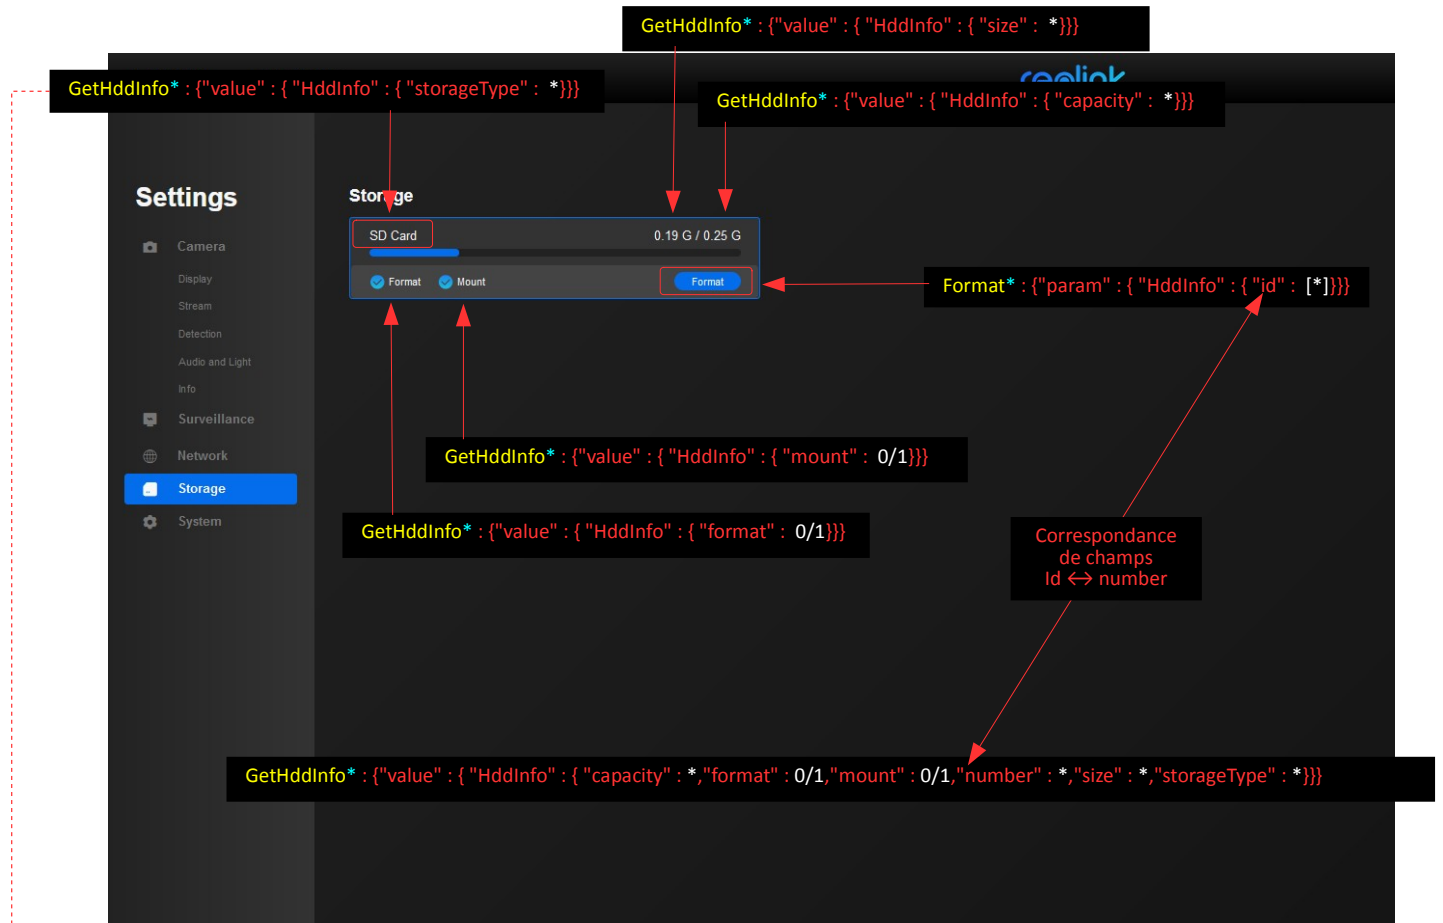 GetHddInfo* : {"value" : { "HddInfo" : { "size" : *}}}
reolink
GetHddInfo* : {"value" : { "HddInfo" : { "storageType" : *}}}
GetHddInfo* : {"value" : { "HddInfo" : { "capacity" : *}}}
Settings
Storage
SD Card
0.19 G / 0.25 G
Format
Mount
Format
Camera
Display
Stream
Detection
Audio and Light
Info
Surveillance
Network
Storage
System
Format* : {"param" : { "HddInfo" : { "id" : [*]}}}
GetHddInfo* : {"value" : { "HddInfo" : { "mount" : 0/1}}}
GetHddInfo* : {"value" : { "HddInfo" : { "format" : 0/1}}}
Correspondance
de champs
Id ↔ number
GetHddInfo* : {"value" : { "HddInfo" : { "capacity" : *,"format" : 0/1,"mount" : 0/1,"number" : *,"size" : *,"storageType" : *}}}